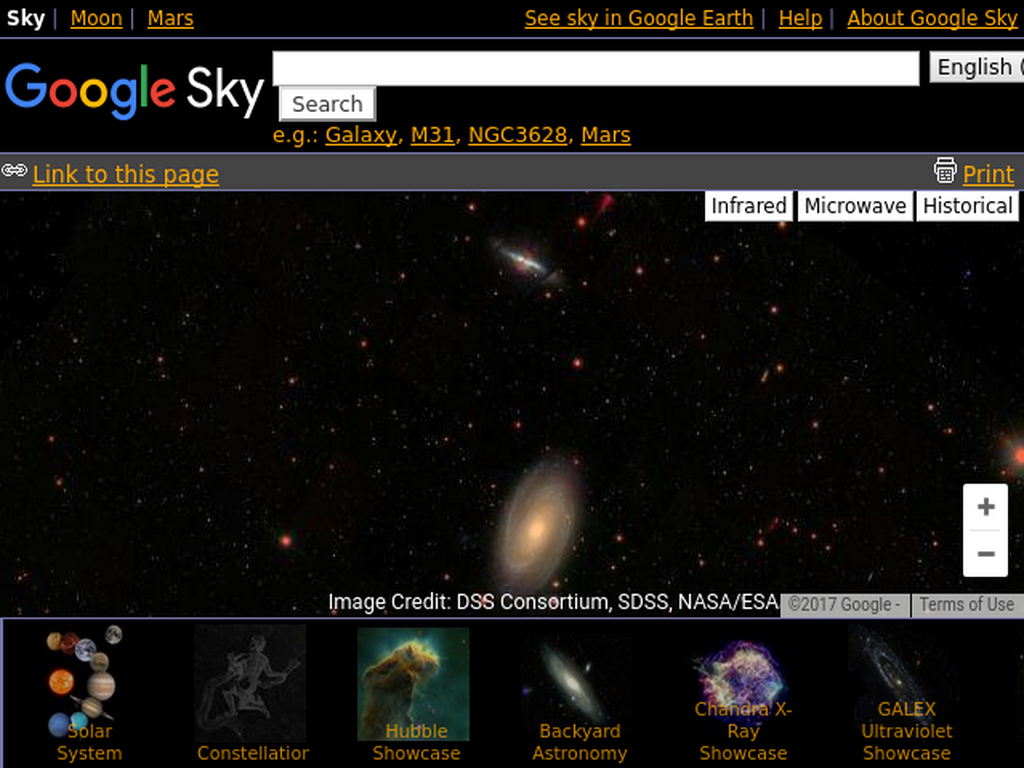 Sky | Moon | Mars
See sky in Google Earth | Help | About Google Sky
Google Sky
English (
Search
e.g.: Galaxy, M31, NGC3628, Mars
Link to this page
Print
Infrared
Microwave
Historical
+
−
Image Credit: DSS Consortium, SDSS, NASA/ESA
©2017 Google -
Terms of Use
Solar
System
Constellation
Hubble
Showcase
Backyard
Astronomy
Chandra X-
Ray
Showcase
GALEX
Ultraviolet
Showcase